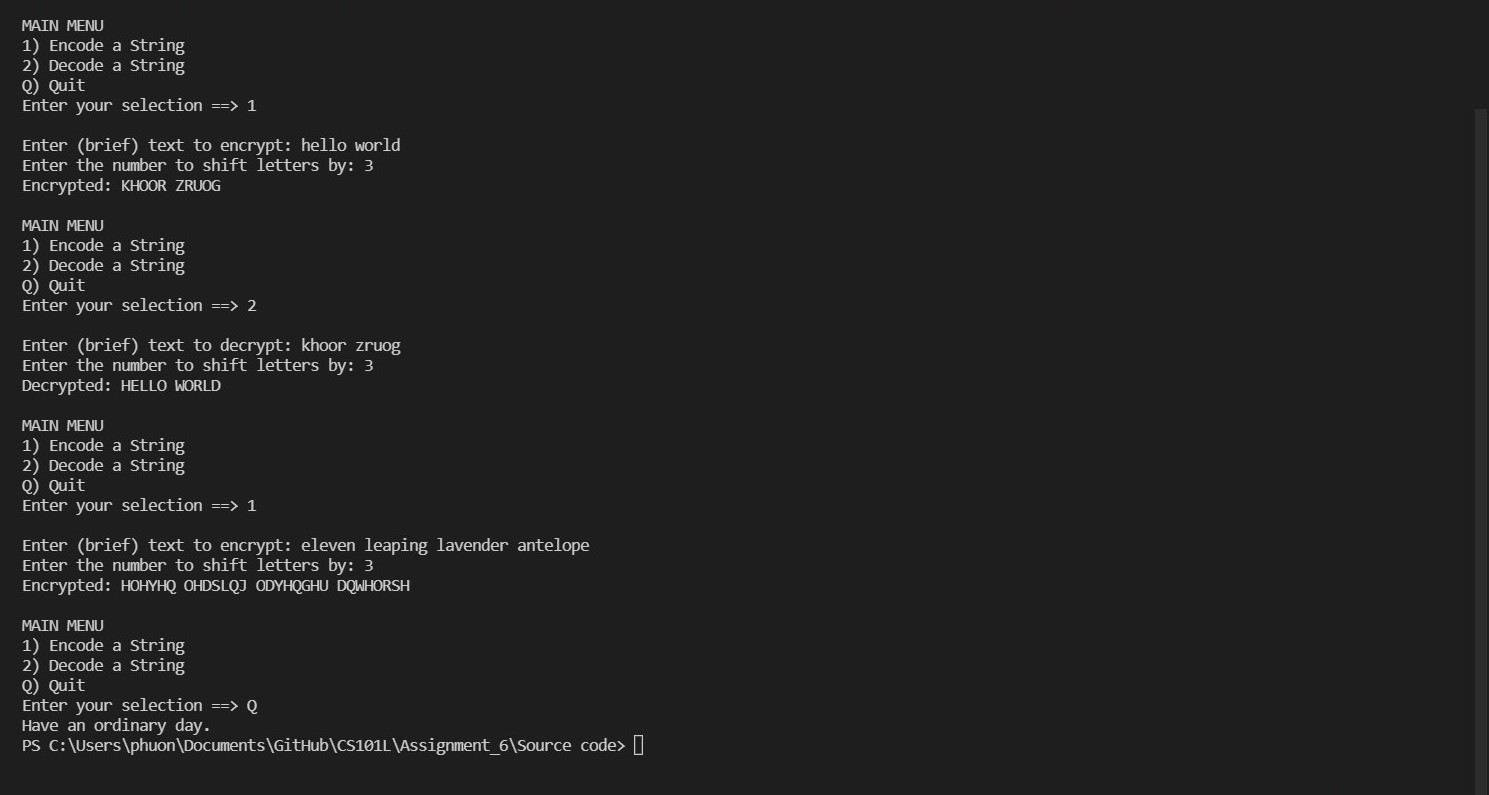 MAIN MENU
1) Encode a String
2) Decode a String
Q) Quit
Enter your selection ==> 1
Enter (brief) text to encrypt: hello world
Enter the number to shift letters by: 3
Encrypted: KHOOR ZRUOG
MAIN MENU
1) Encode a String
2) Decode a String
Q) Quit
Enter your selection ==> 2
Enter (brief) text to decrypt: khoor zruog
Enter the number to shift letters by: 3
Decrypted: HELLO WORLD
MAIN MENU
1) Encode a String
2) Decode a String
Q) Quit
Enter your selection ==> 1
Enter (brief) text to encrypt: eleven leaping lavender antelope
Enter the number to shift letters by: 3
Encrypted: HOHYHQ OHDSLQJ ODYHQGHU DQWHORSH
MAIN MENU
1) Encode a String
2) Decode a String
Q) Quit
Enter your selection ==> Q
Have an ordinary day.
PS C:\Users\phuon\Documents\GitHub\CS101L\Assignment_6\Source code>